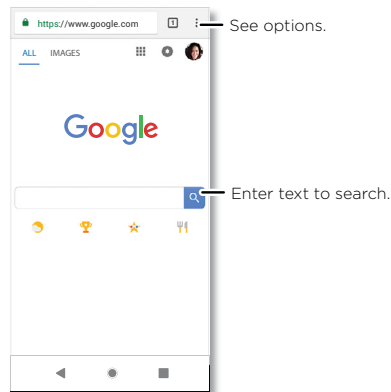 https://www.google.com 1
See options.
ALL IMAGES
Google
Enter text to search.